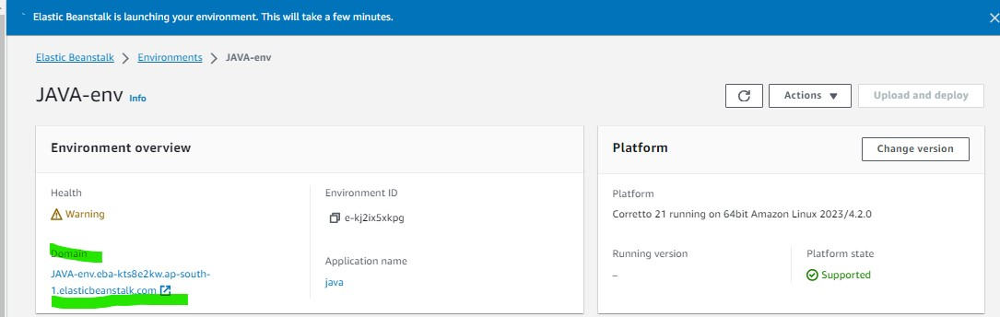 Elastic Beanstalk is launching your environment. This will take a few minutes.
Elastic Beanstalk > Environments > JAVA-env
JAVA-env Info
Actions
Upload and deploy
Environment overview
Health
Warning
Domain
JAVA-env.eba-kts8e2kw.ap-south-
1.elasticbeanstalk.com
Environment ID
e-kj2ix5xkpg
Application name
java
Platform
Change version
Platform
Corretto 21 running on 64bit Amazon Linux 2023/4.2.0
Running version
–
Platform state
Supported